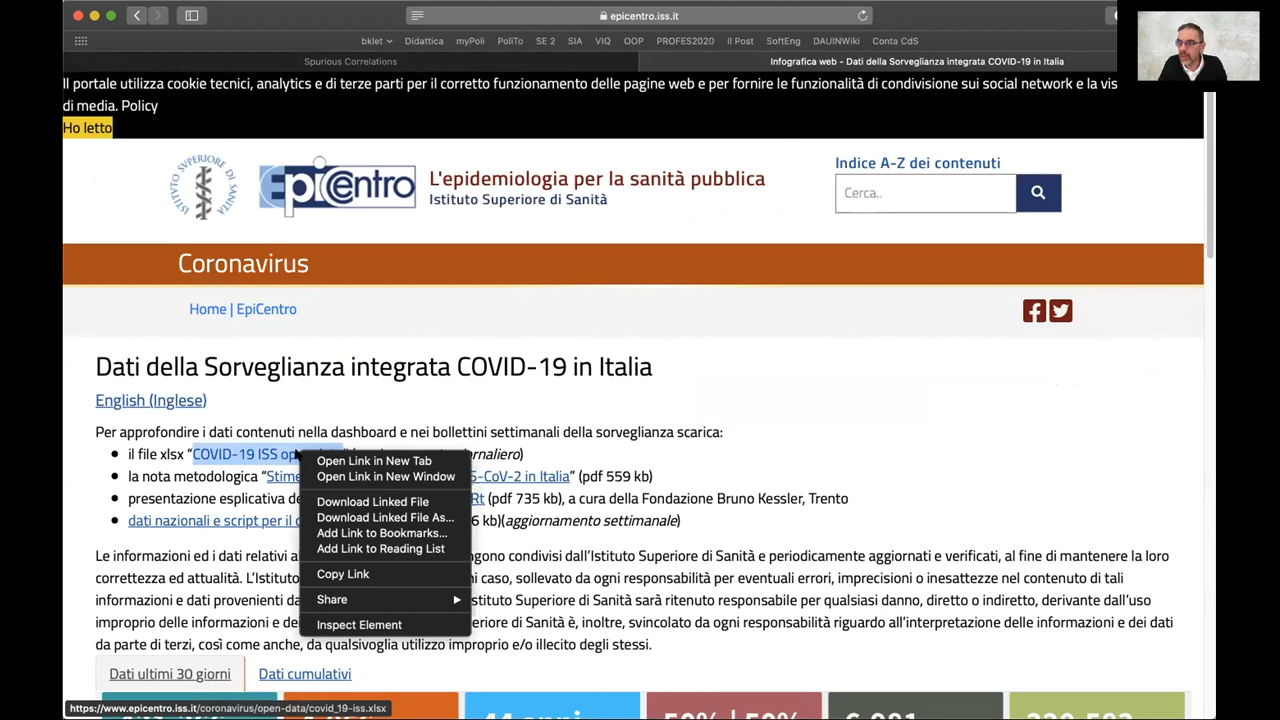 epicentro.iss.it
bklet Didattica myPoli PoliTo SE 2 SIA VIQ OOP PROFES2020 Il Post SoftEng DAUINWiki Conta CdS
Spurious Correlations
Infografica web - Dati della Sorveglianza integrata COVID-19 in Italia
Il portale utilizza cookie tecnici, analytics e di terze parti per il corretto funzionamento delle pagine web e per fornire le funzionalità di condivisione sui social network e la vis
di media. Policy
Ho letto
ISTITUTO SUPERIORE DI SANITÀ
EpiCentro
L'epidemiologia per la sanità pubblica
Istituto Superiore di Sanità
Indice A-Z dei contenuti
Cerca..
Coronavirus
Home | EpiCentro
Dati della Sorveglianza integrata COVID-19 in Italia
English (Inglese)
Per approfondire i dati contenuti nella dashboard e nei bollettini settimanali della sorveglianza scarica:
il file xlsx "COVID-19 ISS op ornaliero)
la nota metodologica "Stime S-CoV-2 in Italia" (pdf 559 kb)
presentazione esplicativa de Rt (pdf 735 kb), a cura della Fondazione Bruno Kessler, Trento
dati nazionali e script per il c 6 kb)(aggiornamento settimanale)
Open Link in New Tab
Open Link in New Window
Download Linked File
Download Linked File As...
Add Link to Bookmarks...
Add Link to Reading List
Copy Link
Share
Inspect Element
Le informazioni ed i dati relativi a ngono condivisi dall'Istituto Superiore di Sanità e periodicamente aggiornati e verificati, al fine di mantenere la loro
correttezza ed attualità. L'Istituto ni caso, sollevato da ogni responsabilità per eventuali errori, imprecisioni o inesattezze nel contenuto di tali
informazioni e dati provenienti da stituto Superiore di Sanità sarà ritenuto responsabile per qualsiasi danno, diretto o indiretto, derivante dall'uso
improprio delle informazioni e d eriore di Sanità è, inoltre, svincolato da ogni responsabilità riguardo all'interpretazione delle informazioni e dei dati
da parte di terzi, così come anche, da qualsivoglia utilizzo improprio e/o illecito degli stessi.
Dati ultimi 30 giorni Dati cumulativi
44 anni 50% | 50%
https://www.epicentro.iss.it/coronavirus/open-data/covid_19-iss.xlsx